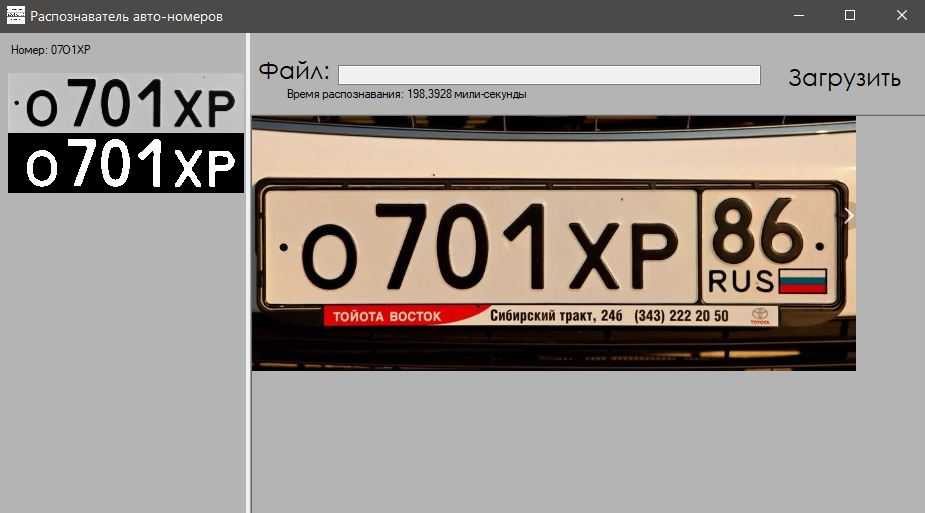 Распознаватель авто-номеров
Номер: 07О1ХР
О701ХР
О701ХР
Файл:
Загрузить
Время распознавания: 198,3928 мили-секунды
О701ХР 86
RUS
ТОЙОТА ВОСТОК Сибирский тракт, 24б (343) 222 20 50
TOYOTA